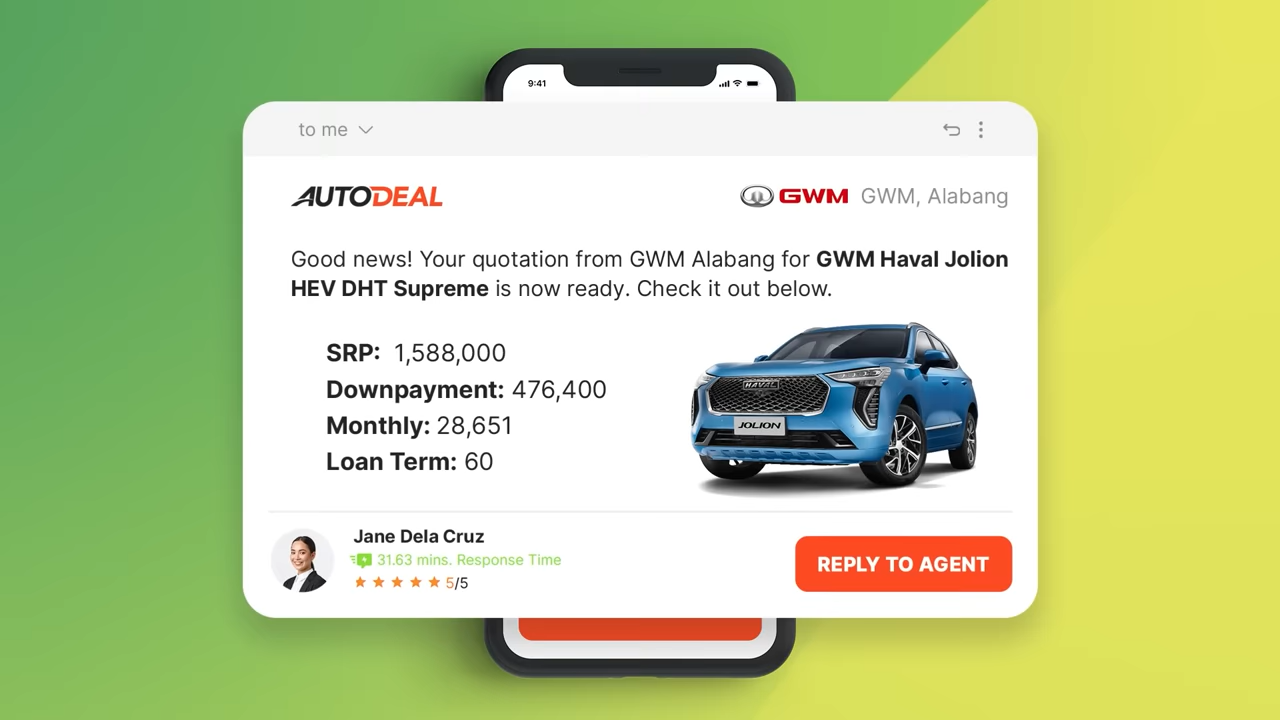 9:41
to me
AUTODEAL
GWM GWM, Alabang
Good news! Your quotation from GWM Alabang for GWM Haval Jolion
HEV DHT Supreme is now ready. Check it out below.
SRP: 1,588,000
Downpayment: 476,400
Monthly: 28,651
Loan Term: 60
HAVAL
JOLION
Jane Dela Cruz
31.63 mins. Response Time
5/5
REPLY TO AGENT